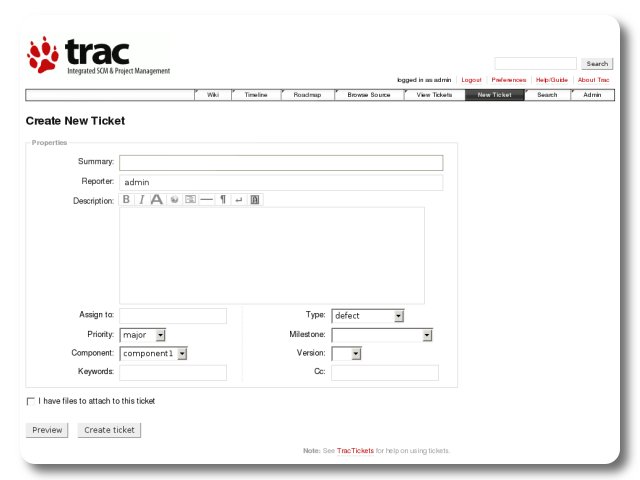 trac
Integrated SCM & Project Management
Search
logged in as admin Logout Preferences Help/Guide About Trac
Wiki Timeline Roadmap Browse Source View Tickets New Ticket Search Admin
Create New Ticket
Properties
Summary:
Reporter: admin
Description: B I A ¶ ↵
Assign to: Type: defect
Priority: major Milestone:
Component: component1 Version:
Keywords: Cc:
I have files to attach to this ticket
Preview Create ticket
Note: See TracTickets for help on using tickets.